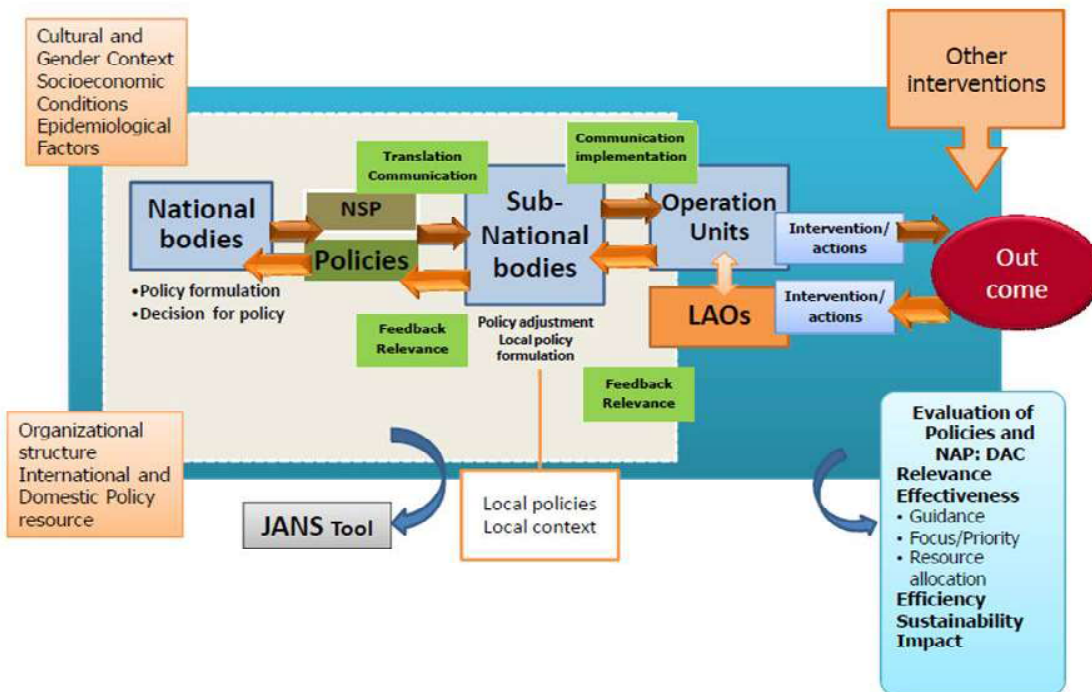 Cultural and
Gender Context
Socioeconomic
Conditions
Epidemiological
Factors
Other
interventions
Translation
Communication
Communication
implementation
National
bodies
NSP
Policies
Sub-
National
bodies
Operation
Units
Intervention/
actions
Out
come
•Policy formulation
•Decision for policy
LAOs
Intervention/
actions
Feedback
Relevance
Policy adjustment
Local policy
formulation
Feedback
Relevance
Organizational
structure
International and
Domestic Policy
resource
JANS Tool
Local policies
Local context
Evaluation of
Policies and
NAP: DAC
Relevance
Effectiveness
• Guidance
• Focus/Priority
• Resource
allocation
Efficiency
Sustainability
Impact